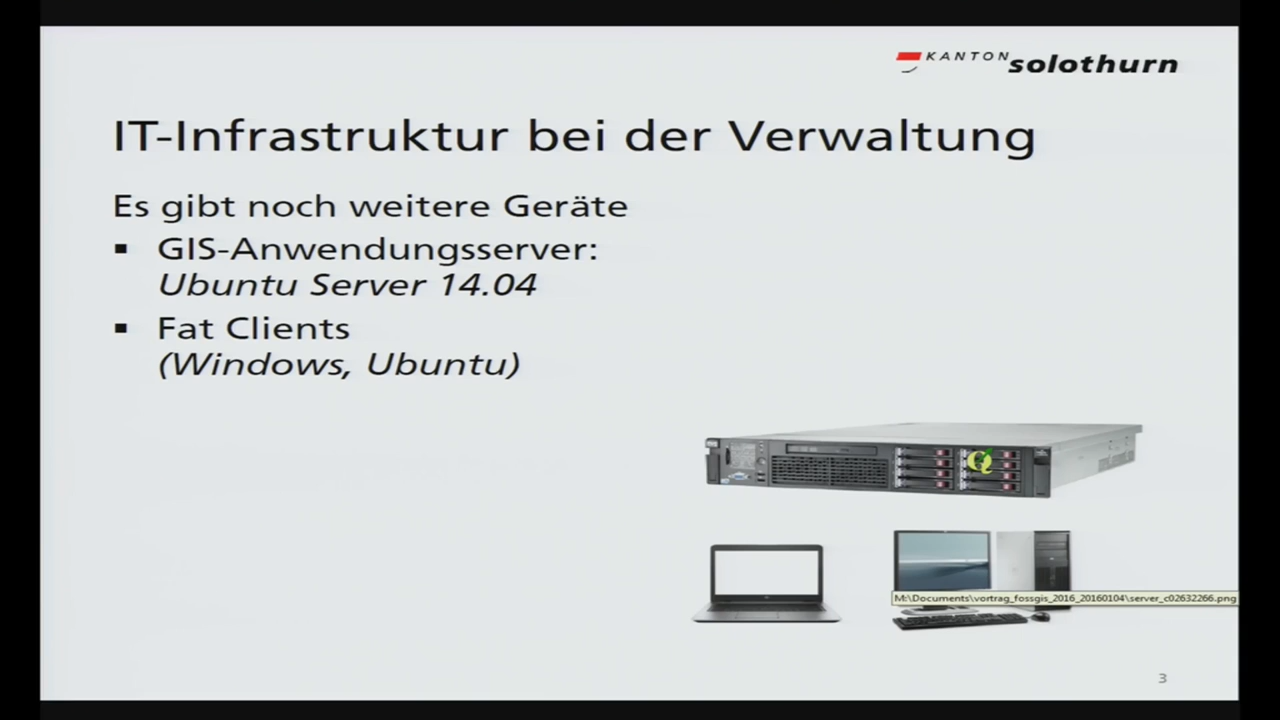 KANTON solothurn
IT-Infrastruktur bei der Verwaltung
Es gibt noch weitere Geräte
▪ GIS-Anwendungsserver:
Ubuntu Server 14.04
▪ Fat Clients
(Windows, Ubuntu)
Q
M:\Documents\vortrag_fossgis_2016_20160104\server_c02632266.png
3